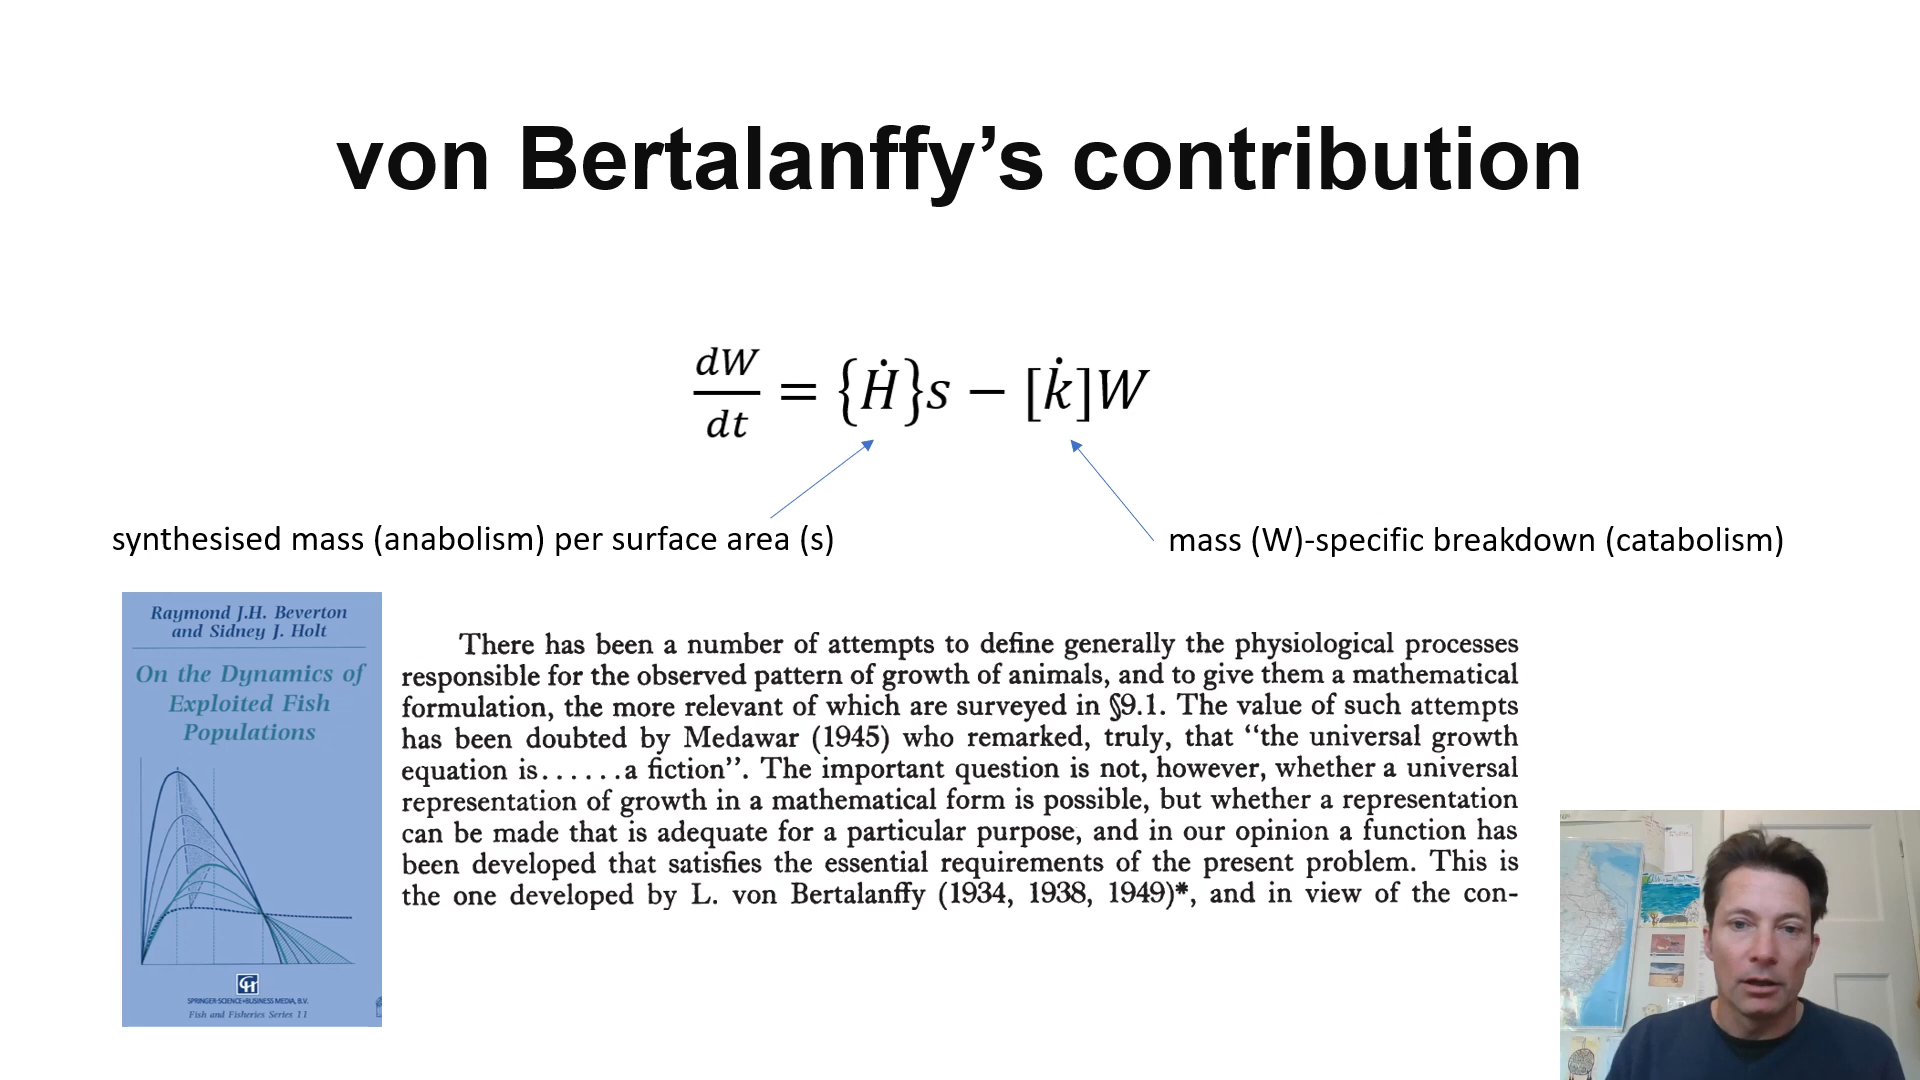 von Bertalanffy’s contribution
dW/dt = {Ḣ}s − [k̇]W
synthesised mass (anabolism) per surface area (s)
mass (W)-specific breakdown (catabolism)
Raymond J.H. Beverton
and Sidney J. Holt
On the Dynamics of
Exploited Fish
Populations
SPRINGER-SCIENCE+BUSINESS MEDIA, B.V.
Fish and Fisheries Series 11
There has been a number of attempts to define generally the physiological processes
responsible for the observed pattern of growth of animals, and to give them a mathematical
formulation, the more relevant of which are surveyed in §9.1. The value of such attempts
has been doubted by Medawar (1945) who remarked, truly, that “the universal growth
equation is......a fiction”. The important question is not, however, whether a universal
representation of growth in a mathematical form is possible, but whether a representation
can be made that is adequate for a particular purpose, and in our opinion a function has
been developed that satisfies the essential requirements of the present problem. This is
the one developed by L. von Bertalanffy (1934, 1938, 1949)*, and in view of the con-